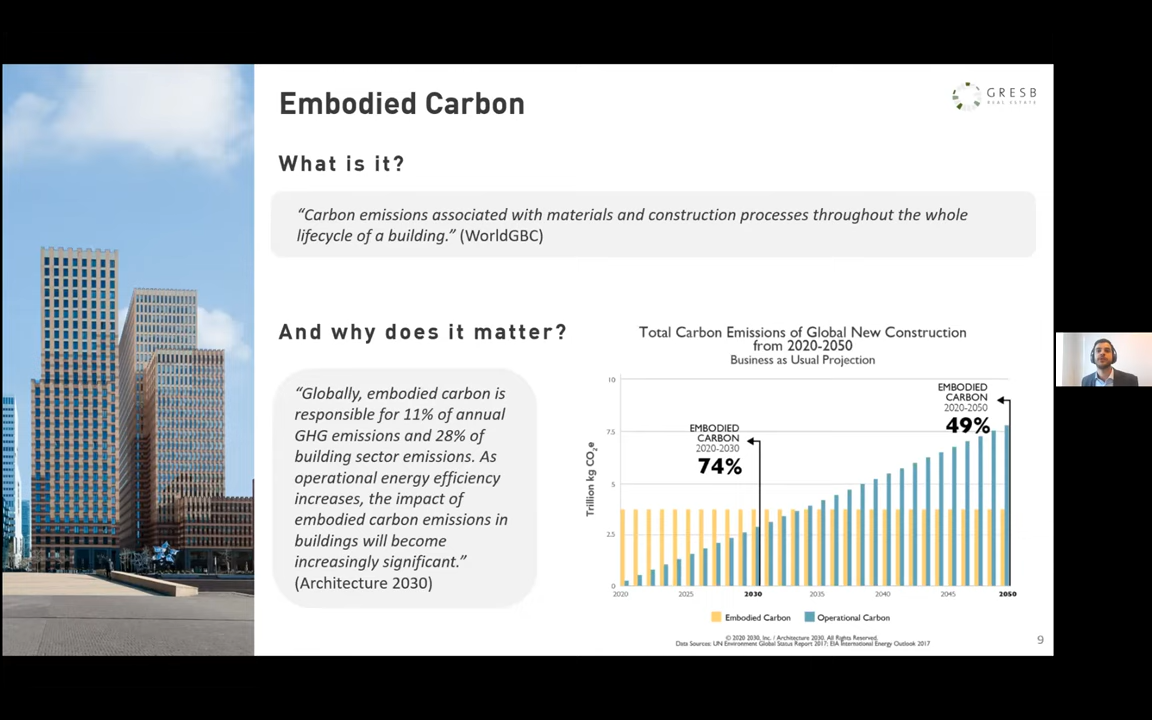 Embodied Carbon
GRESB
REAL ESTATE
What is it?
“Carbon emissions associated with materials and construction processes throughout the whole
lifecycle of a building.” (WorldGBC)
And why does it matter?
“Globally, embodied carbon is
responsible for 11% of annual
GHG emissions and 28% of
building sector emissions. As
operational energy efficiency
increases, the impact of
embodied carbon emissions in
buildings will become
increasingly significant.”
(Architecture 2030)
Total Carbon Emissions of Global New Construction
from 2020-2050
Business as Usual Projection
Trillion kg CO2e
10
7.5
5
2.5
0
EMBODIED
CARBON
2020-2030
74%
EMBODIED
CARBON
2020-2050
49%
2020 2025 2030 2035 2040 2045 2050
Embodied Carbon Operational Carbon
© 2020 2030, Inc. / Architecture 2030. All Rights Reserved.
Data Sources: UN Environment Global Status Report 2017; EIA International Energy Outlook 2017
9